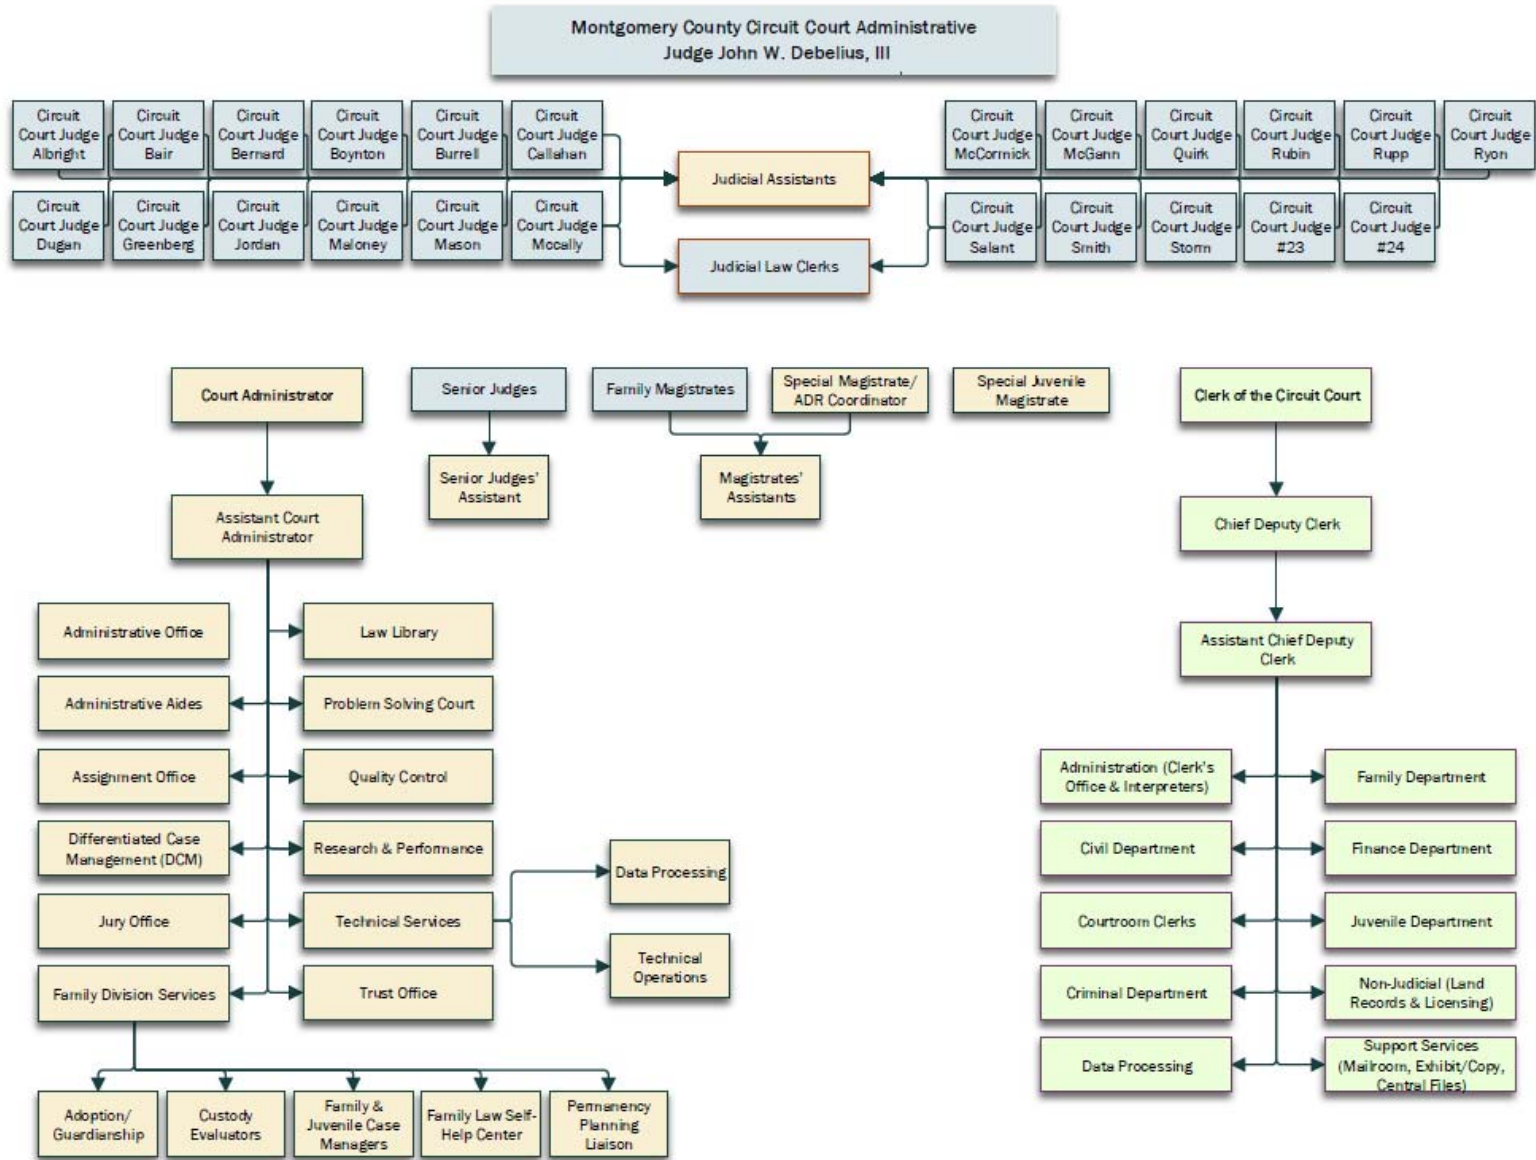 Montgomery County Circuit Court Administrative
Judge John W. Debelius, III
Circuit
Court Judge
Albright
Circuit
Court Judge
Bair
Circuit
Court Judge
Bernard
Circuit
Court Judge
Boynton
Circuit
Court Judge
Burrell
Circuit
Court Judge
Callahan
Circuit
Court Judge
McCormick
Circuit
Court Judge
McGann
Circuit
Court Judge
Quirk
Circuit
Court Judge
Rubin
Circuit
Court Judge
Rupp
Circuit
Court Judge
Ryon
Judicial Assistants
Circuit
Court Judge
Dugan
Circuit
Court Judge
Greenberg
Circuit
Court Judge
Jordan
Circuit
Court Judge
Maloney
Circuit
Court Judge
Mason
Circuit
Court Judge
Mccally
Circuit
Court Judge
Salant
Circuit
Court Judge
Smith
Circuit
Court Judge
Storm
Circuit
Court Judge
#23
Circuit
Court Judge
#24
Judicial Law Clerks
Court Administrator
Senior Judges
Family Magistrates
Special Magistrate/
ADR Coordinator
Special Juvenile
Magistrate
Clerk of the Circuit Court
Senior Judges'
Assistant
Magistrates'
Assistants
Assistant Court
Administrator
Chief Deputy Clerk
Administrative Office
Law Library
Assistant Chief Deputy
Clerk
Administrative Aides
Problem Solving Court
Assignment Office
Quality Control
Administration (Clerk's
Office & Interpreters)
Family Department
Differentiated Case
Management (DCM)
Research & Performance
Data Processing
Civil Department
Finance Department
Jury Office
Technical Services
Courtroom Clerks
Juvenile Department
Family Division Services
Trust Office
Technical
Operations
Criminal Department
Non-Judicial (Land
Records & Licensing)
Data Processing
Support Services
(Mailroom, Exhibit/Copy,
Central Files)
Adoption/
Guardianship
Custody
Evaluators
Family &
Juvenile Case
Managers
Family Law Self-
Help Center
Permanency
Planning
Liaison